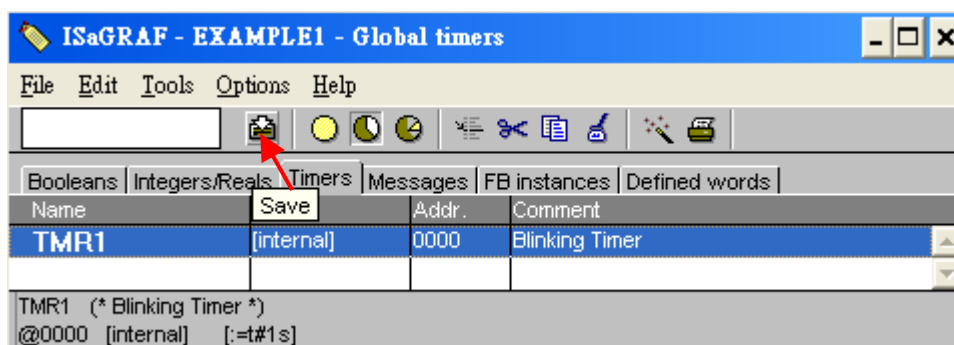 ISaGRAF - EXAMPLE1 - Global timers
File Edit Tools Options Help
Booleans Integers/Reals Timers Messages FB instances Defined words
Name Save Addr. Comment
TMR1 [internal] 0000 Blinking Timer
TMR1 (* Blinking Timer *)
@0000 [internal] [:=t#1s]